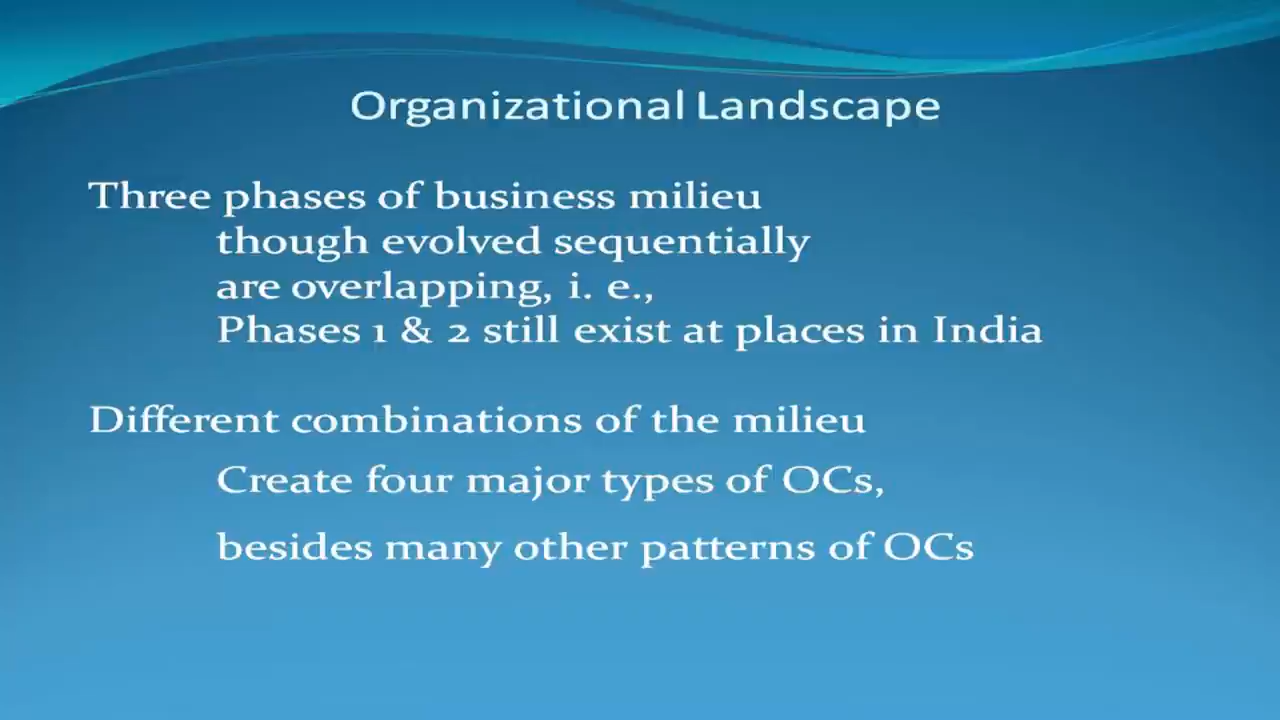 Organizational Landscape
Three phases of business milieu
though evolved sequentially
are overlapping, i. e.,
Phases 1 & 2 still exist at places in India
Different combinations of the milieu
Create four major types of OCs,
besides many other patterns of OCs